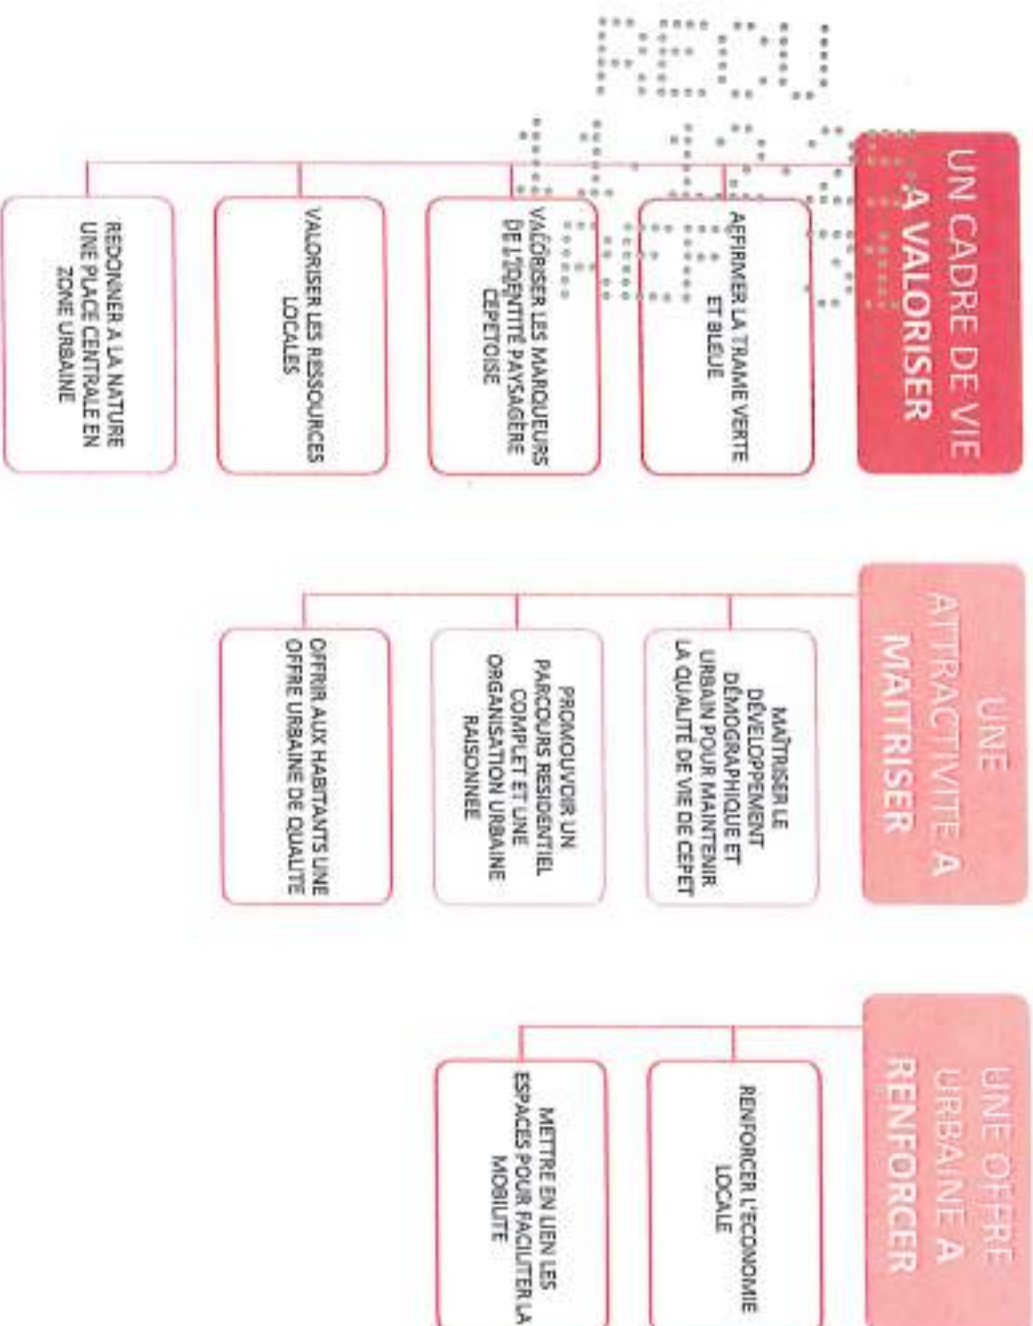 UN CADRE DE VIE
A VALORISER
AFFIRMER LA TRAME VERTE
ET BLEUE
VALORISER LES MARQUEURS
DE L'IDENTITÉ PAYSAGÈRE
CEPETOISE
VALORISER LES RESSOURCES
LOCALES
REDONNER A LA NATURE
UNE PLACE CENTRALE EN
ZONE URBAINE
UNE
ATTRACTIVITE A
MAITRISER
MAÎTRISER LE
DÉVELOPPEMENT
DÉMOGRAPHIQUE ET
URBAIN POUR MAINTENIR
LA QUALITÉ DE VIE DE CEPET
PROMOUVOIR UN
PARCOURS RESIDENTIEL
COMPLET ET UNE
ORGANISATION URBAINE
RAISONNEE
OFFRIR AUX HABITANTS UNE
OFFRE URBAINE DE QUALITE
UNE OFFRE
URBAINE A
RENFORCER
RENFORCER L'ECONOMIE
LOCALE
METTRE EN LIEN LES
ESPACES POUR FACILITER LA
MOBILITE
RECU